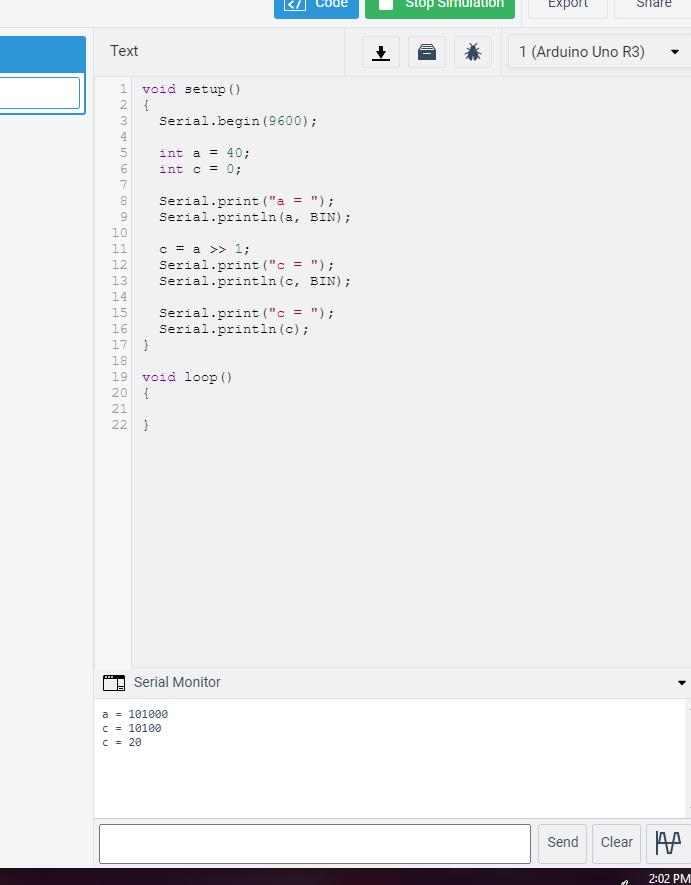 </> Code
Stop Simulation
Export
Share
Text
1 (Arduino Uno R3)
1 void setup()
2 {
3   Serial.begin(9600);
4
5   int a = 40;
6   int c = 0;
7
8   Serial.print("a = ");
9   Serial.println(a, BIN);
10
11   c = a >> 1;
12   Serial.print("c = ");
13   Serial.println(c, BIN);
14
15   Serial.print("c = ");
16   Serial.println(c);
17 }
18
19 void loop()
20 {
21
22 }
Serial Monitor
a = 101000
c = 10100
c = 20
Send
Clear
2:02 PM